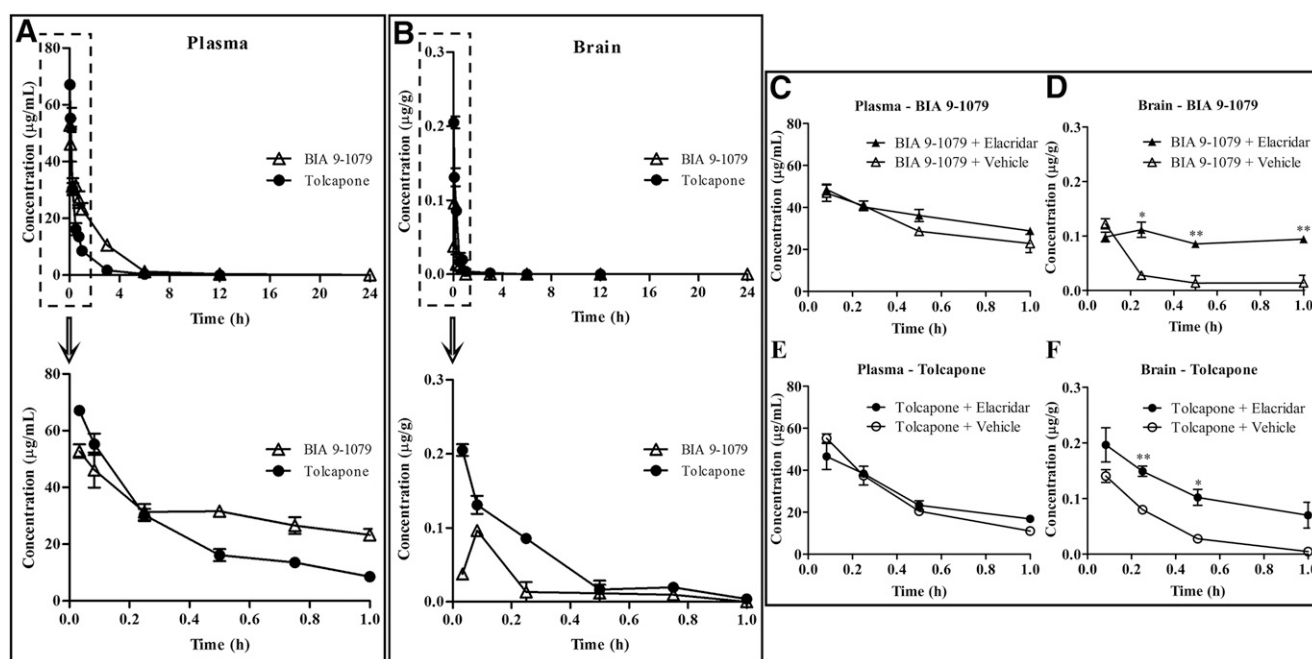 A
Plasma
Concentration (µg/mL)
80
60
40
20
0
BIA 9-1079
Tolcapone
0 4 8 12 16 20 24
Time (h)
Concentration (µg/mL)
80
60
40
20
0
BIA 9-1079
Tolcapone
0.0 0.2 0.4 0.6 0.8 1.0
Time (h)
B
Brain
Concentration (µg/g)
0.3
0.2
0.1
0.0
BIA 9-1079
Tolcapone
0 4 8 12 16 20 24
Time (h)
Concentration (µg/g)
0.3
0.2
0.1
0.0
BIA 9-1079
Tolcapone
0.0 0.2 0.4 0.6 0.8 1.0
Time (h)
C
Plasma - BIA 9-1079
Concentration (µg/mL)
80
60
40
20
0
BIA 9-1079 + Elacridar
BIA 9-1079 + Vehicle
0.0 0.2 0.4 0.6 0.8 1.0
Time (h)
D
Brain - BIA 9-1079
Concentration (µg/g)
0.3
0.2
0.1
0.0
BIA 9-1079 + Elacridar
BIA 9-1079 + Vehicle
* ** **
0.0 0.2 0.4 0.6 0.8 1.0
Time (h)
E
Plasma - Tolcapone
Concentration (µg/mL)
80
60
40
20
0
Tolcapone + Elacridar
Tolcapone + Vehicle
0.0 0.2 0.4 0.6 0.8 1.0
Time (h)
F
Brain - Tolcapone
Concentration (µg/g)
0.3
0.2
0.1
0.0
Tolcapone + Elacridar
Tolcapone + Vehicle
** *
0.0 0.2 0.4 0.6 0.8 1.0
Time (h)